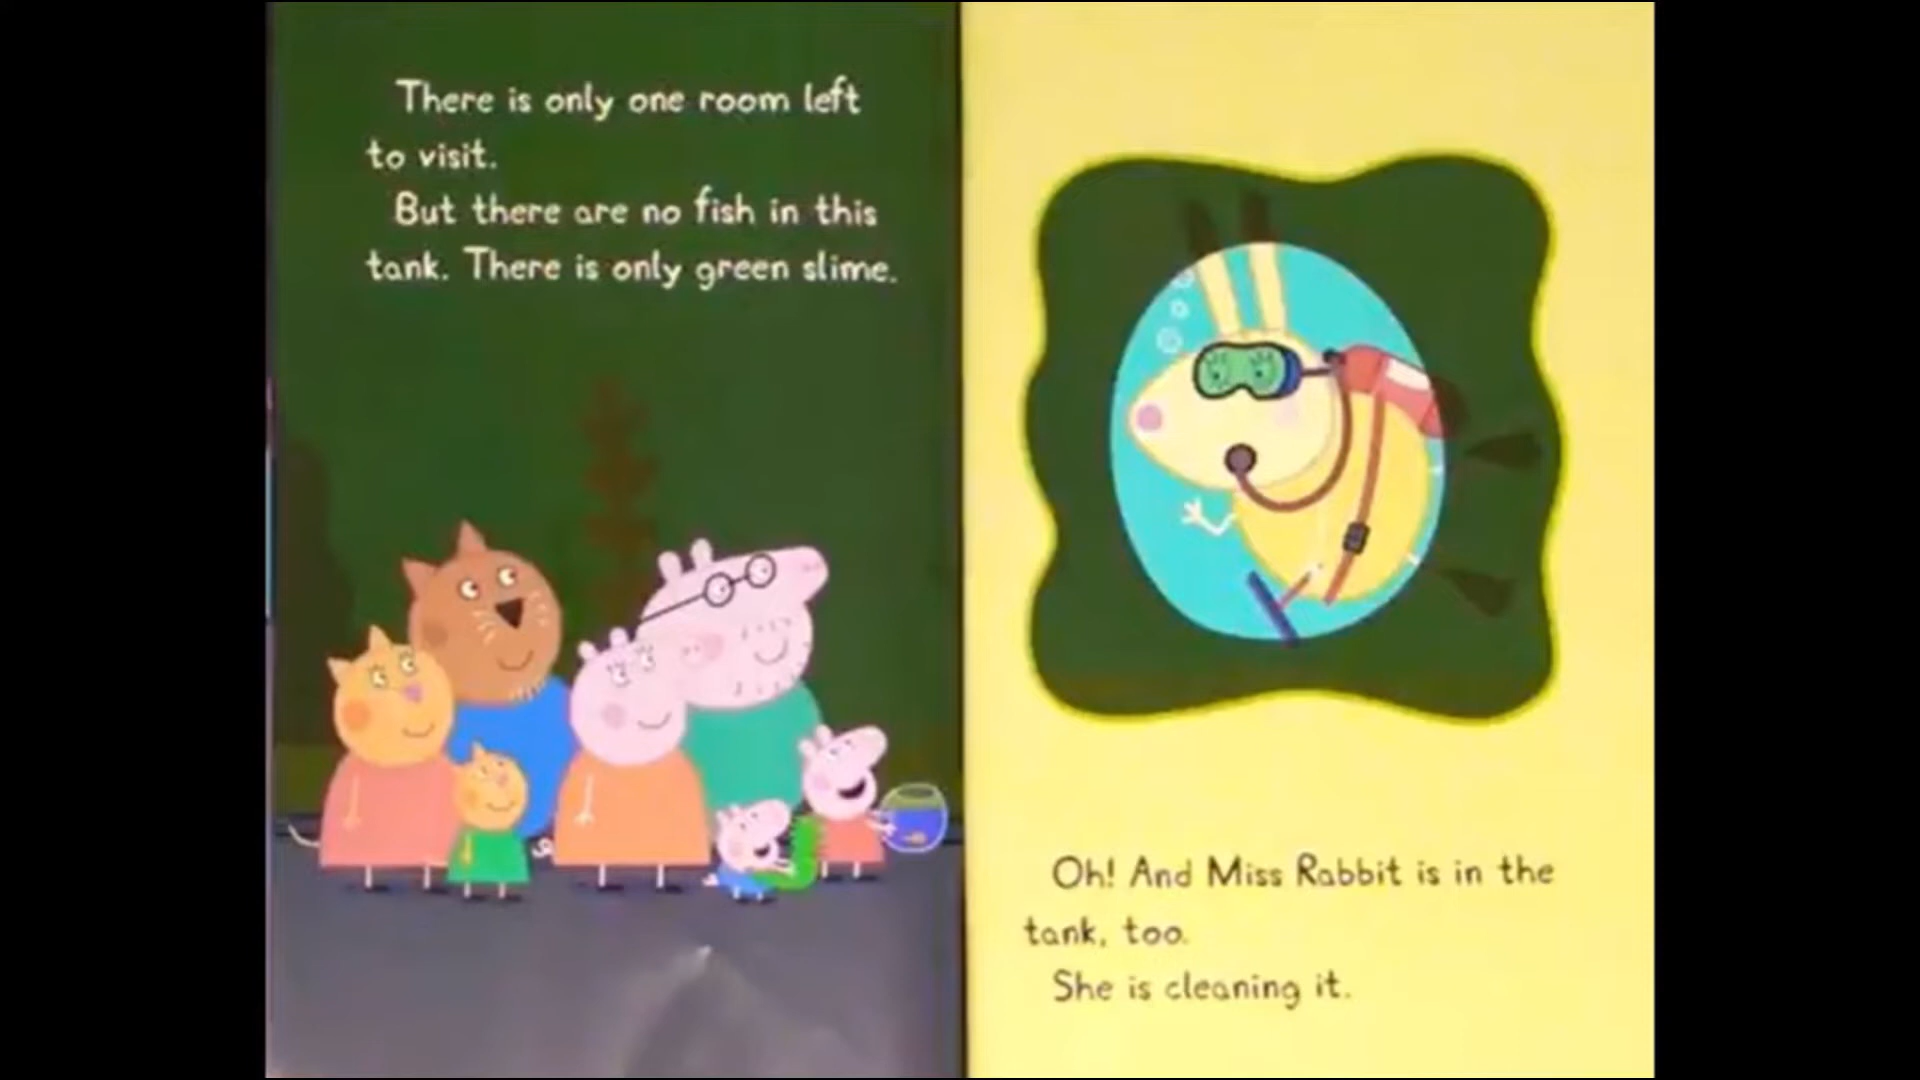 There is only one room left
to visit.
But there are no fish in this
tank. There is only green slime.
Oh! And Miss Rabbit is in the
tank, too.
She is cleaning it.